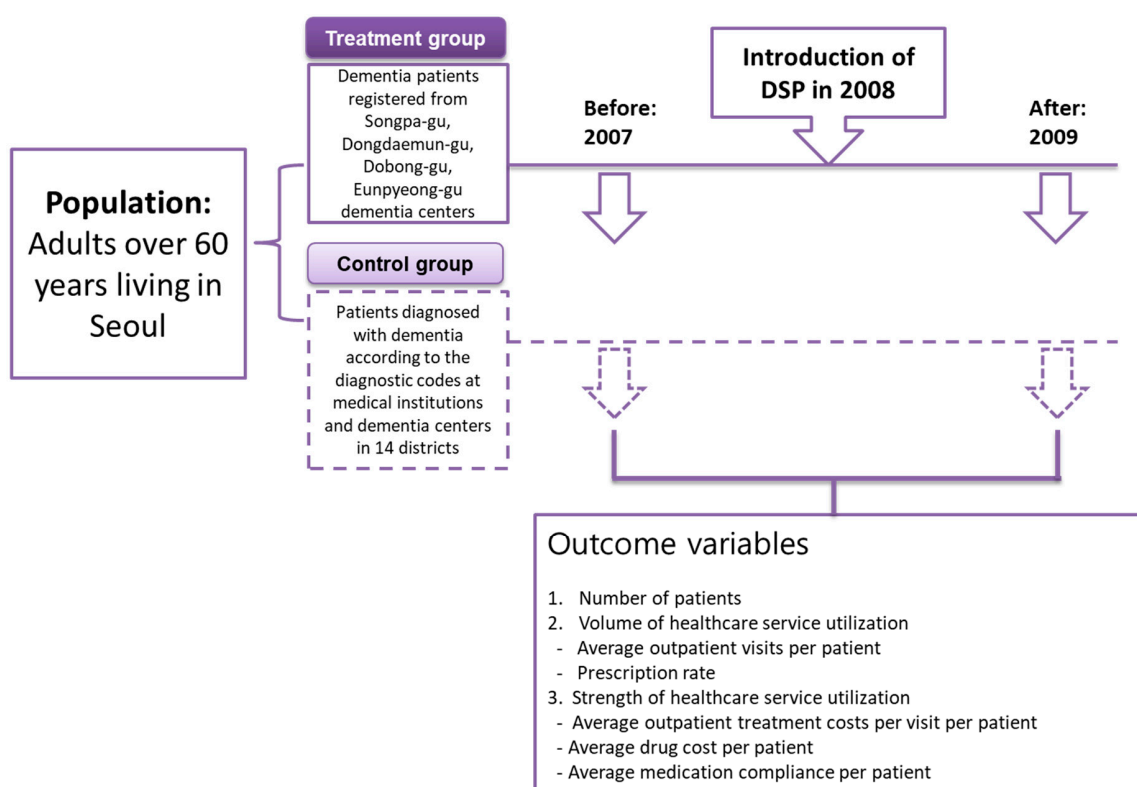 Population:
Adults over 60
years living in
Seoul
Treatment group
Dementia patients
registered from
Songpa-gu,
Dongdaemun-gu,
Dobong-gu,
Eunpyeong-gu
dementia centers
Control group
Patients diagnosed
with dementia
according to the
diagnostic codes at
medical institutions
and dementia centers
in 14 districts
Before:
2007
Introduction of
DSP in 2008
After:
2009
Outcome variables
1. Number of patients
2. Volume of healthcare service utilization
- Average outpatient visits per patient
- Prescription rate
3. Strength of healthcare service utilization
- Average outpatient treatment costs per visit per patient
- Average drug cost per patient
- Average medication compliance per patient